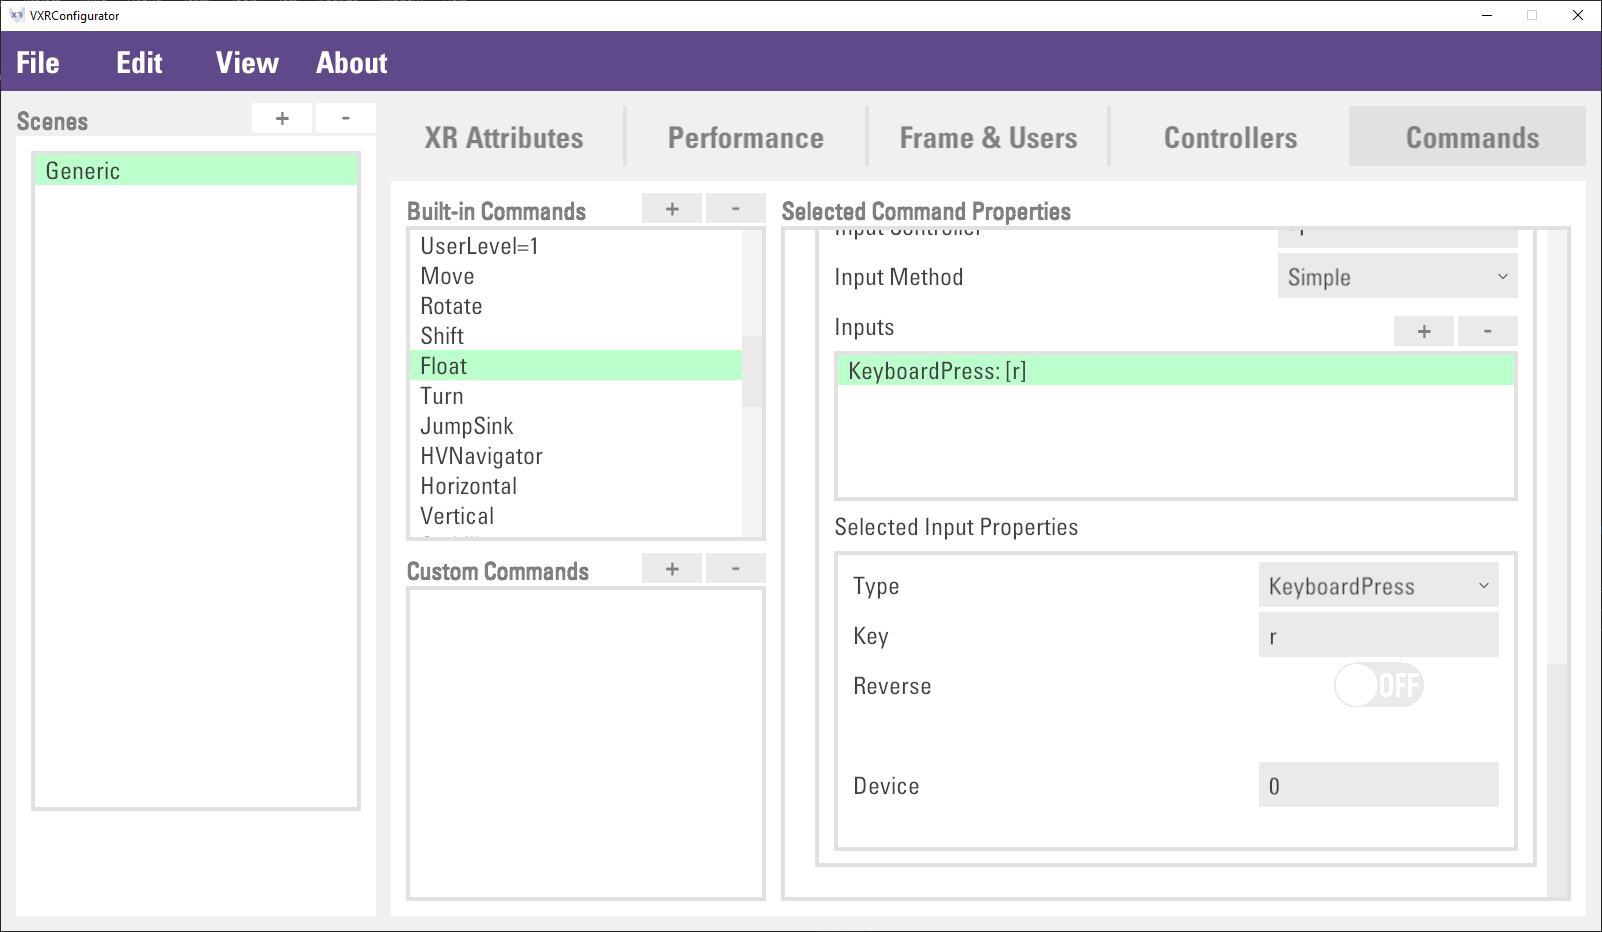 VXRConfigurator
File Edit View About
Scenes + -
Generic
XR Attributes Performance Frame & Users Controllers Commands
Built-in Commands + -
UserLevel=1
Move
Rotate
Shift
Float
Turn
JumpSink
HVNavigator
Horizontal
Vertical
Custom Commands + -
Selected Command Properties
Input Controller
Input Method Simple
Inputs + -
KeyboardPress: [r]
Selected Input Properties
Type KeyboardPress
Key r
Reverse OFF
Device 0